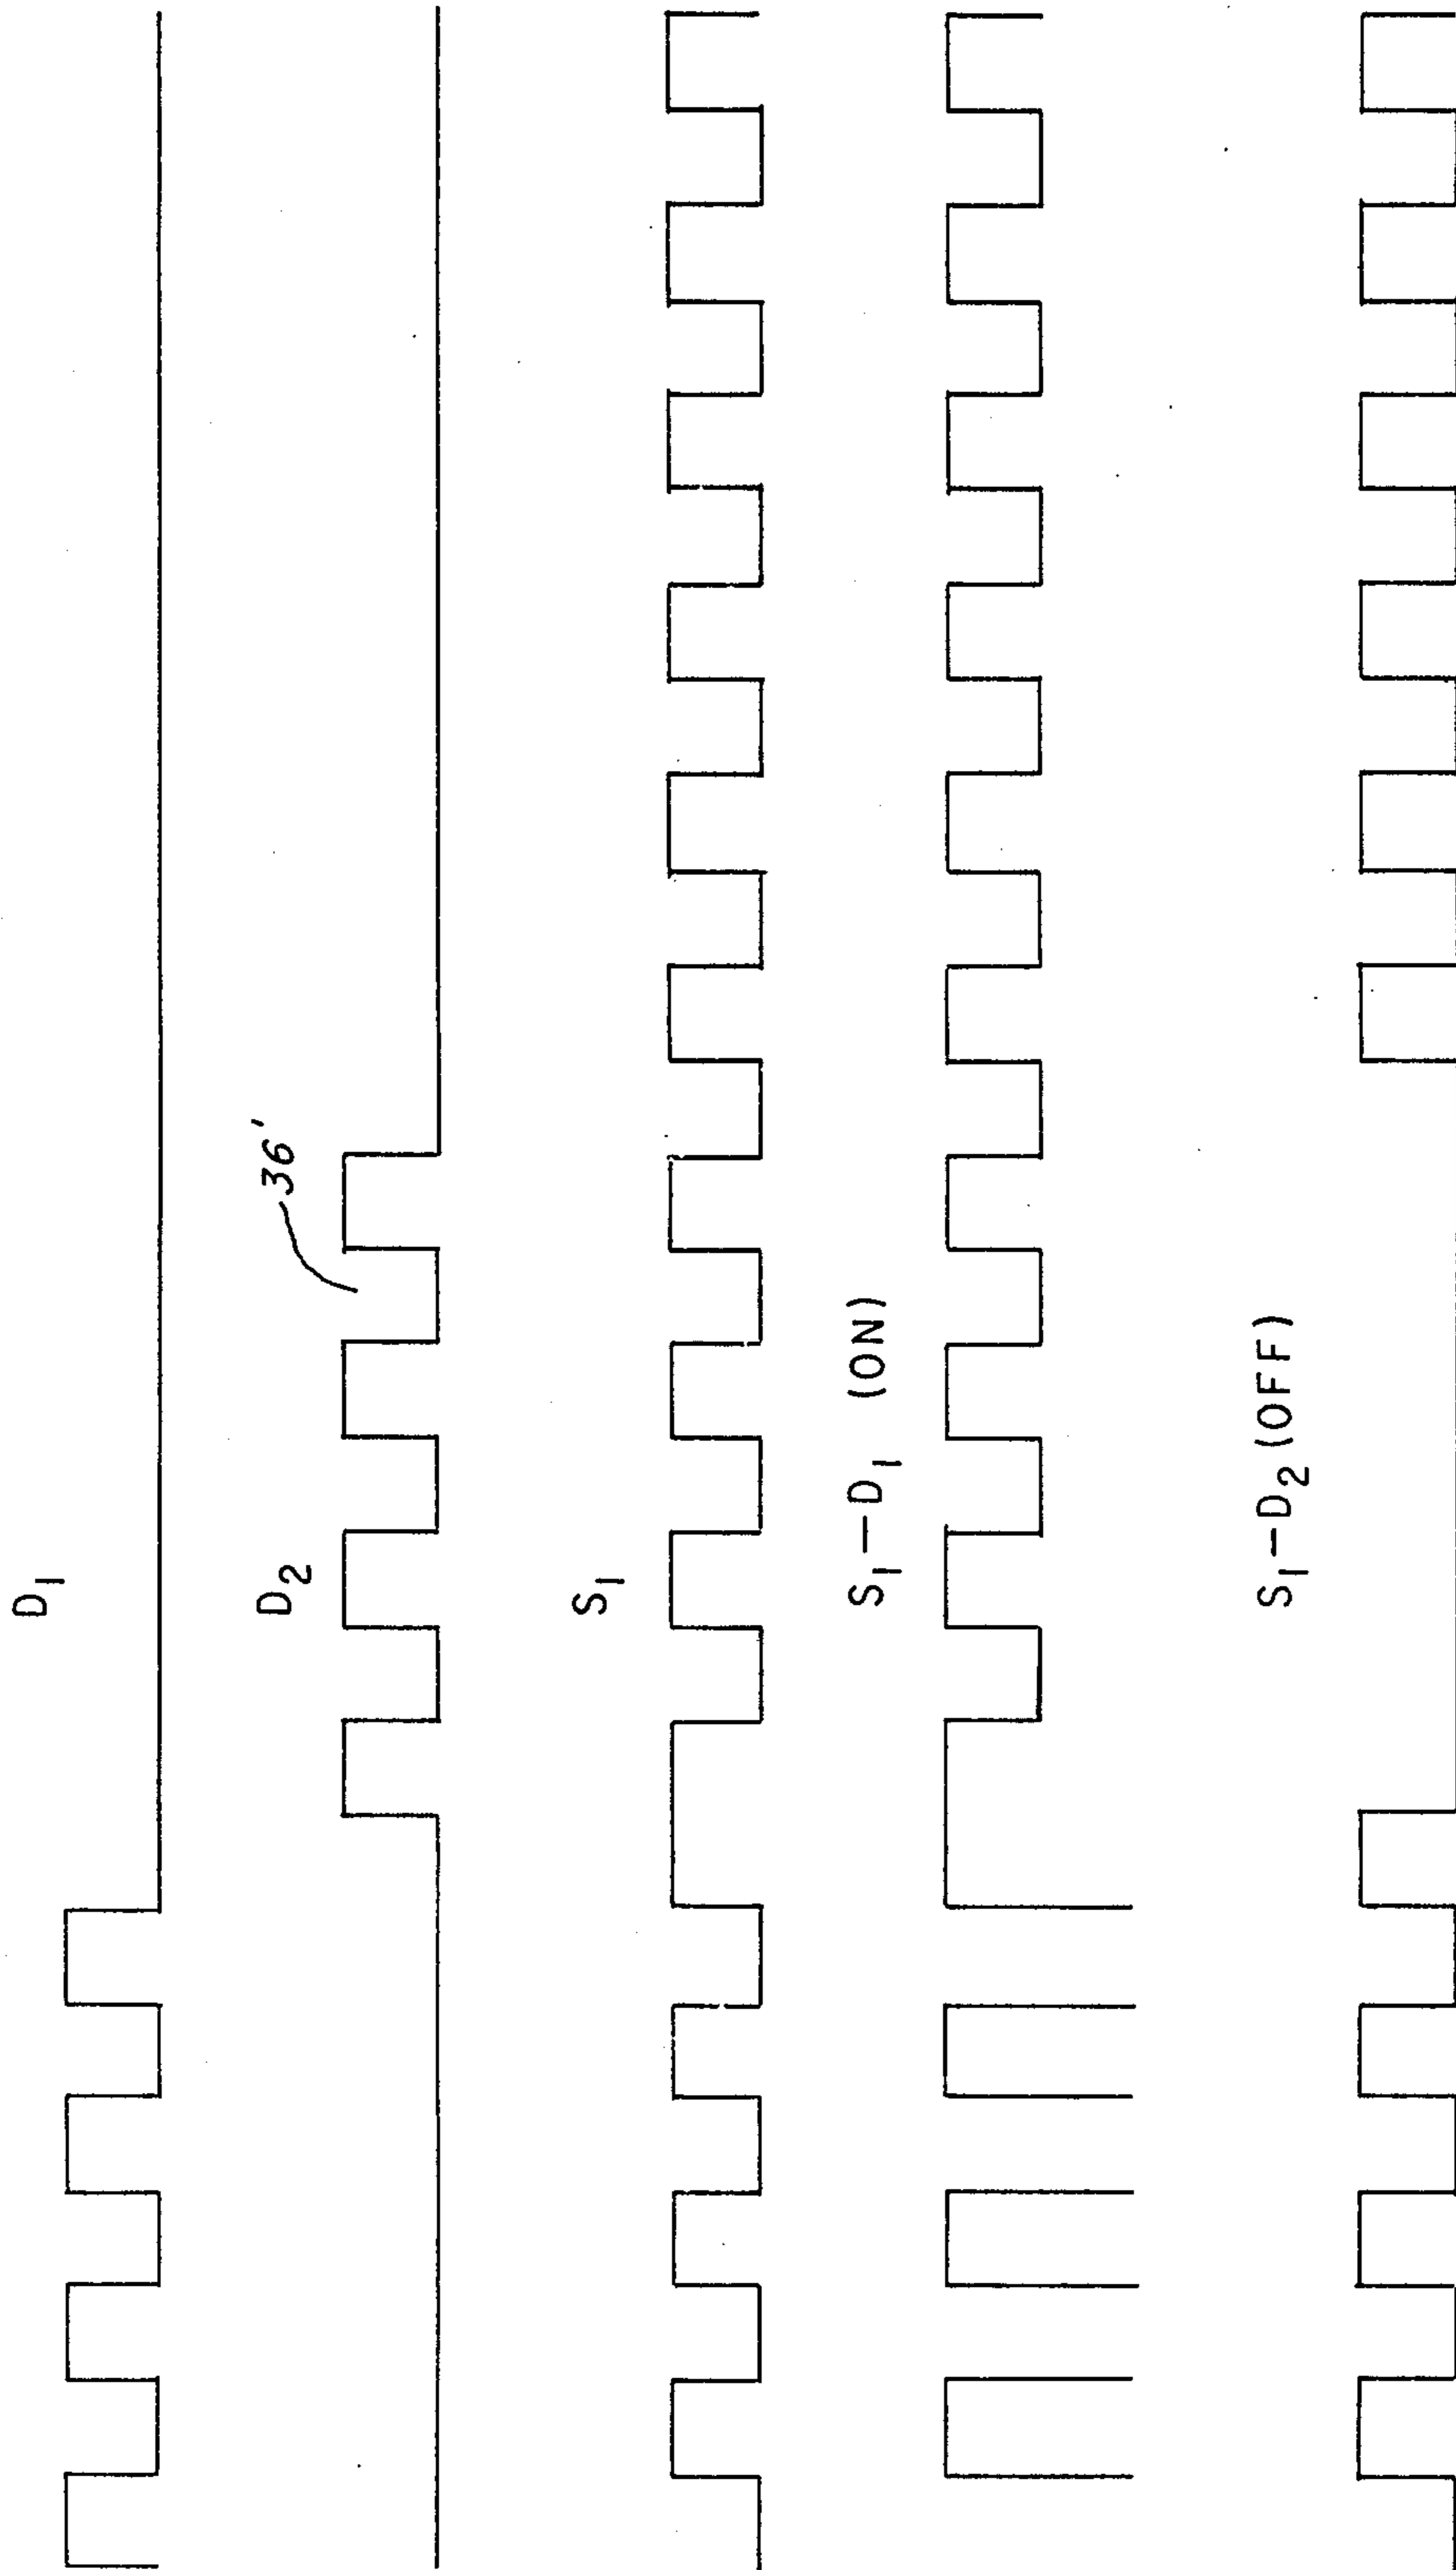 D1
D2
36'
S1
S1–D1 (ON)
S1–D2 (OFF)